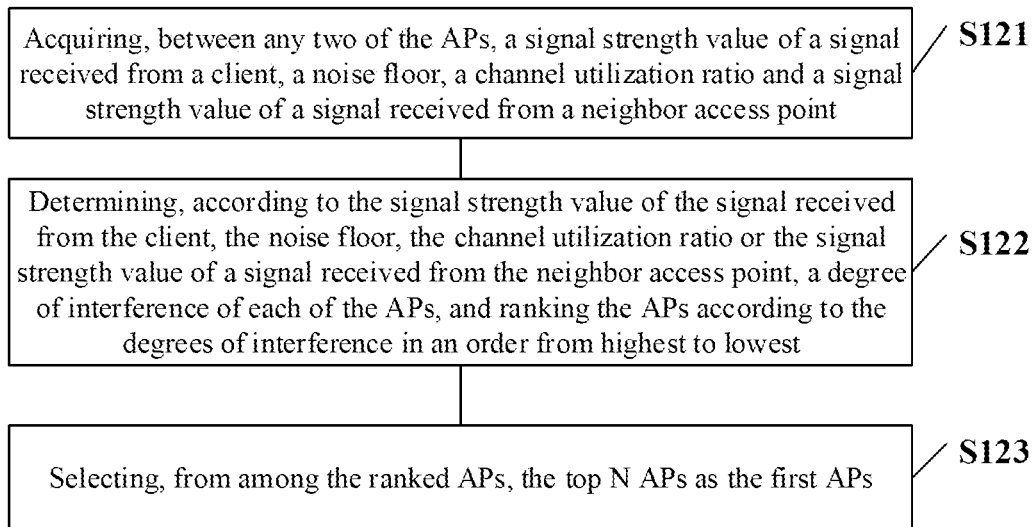 Acquiring, between any two of the APs, a signal strength value of a signal
received from a client, a noise floor, a channel utilization ratio and a signal
strength value of a signal received from a neighbor access point
S121
Determining, according to the signal strength value of the signal received
from the client, the noise floor, the channel utilization ratio or the signal
strength value of a signal received from the neighbor access point, a degree
of interference of each of the APs, and ranking the APs according to the
degrees of interference in an order from highest to lowest
S122
Selecting, from among the ranked APs, the top N APs as the first APs
S123